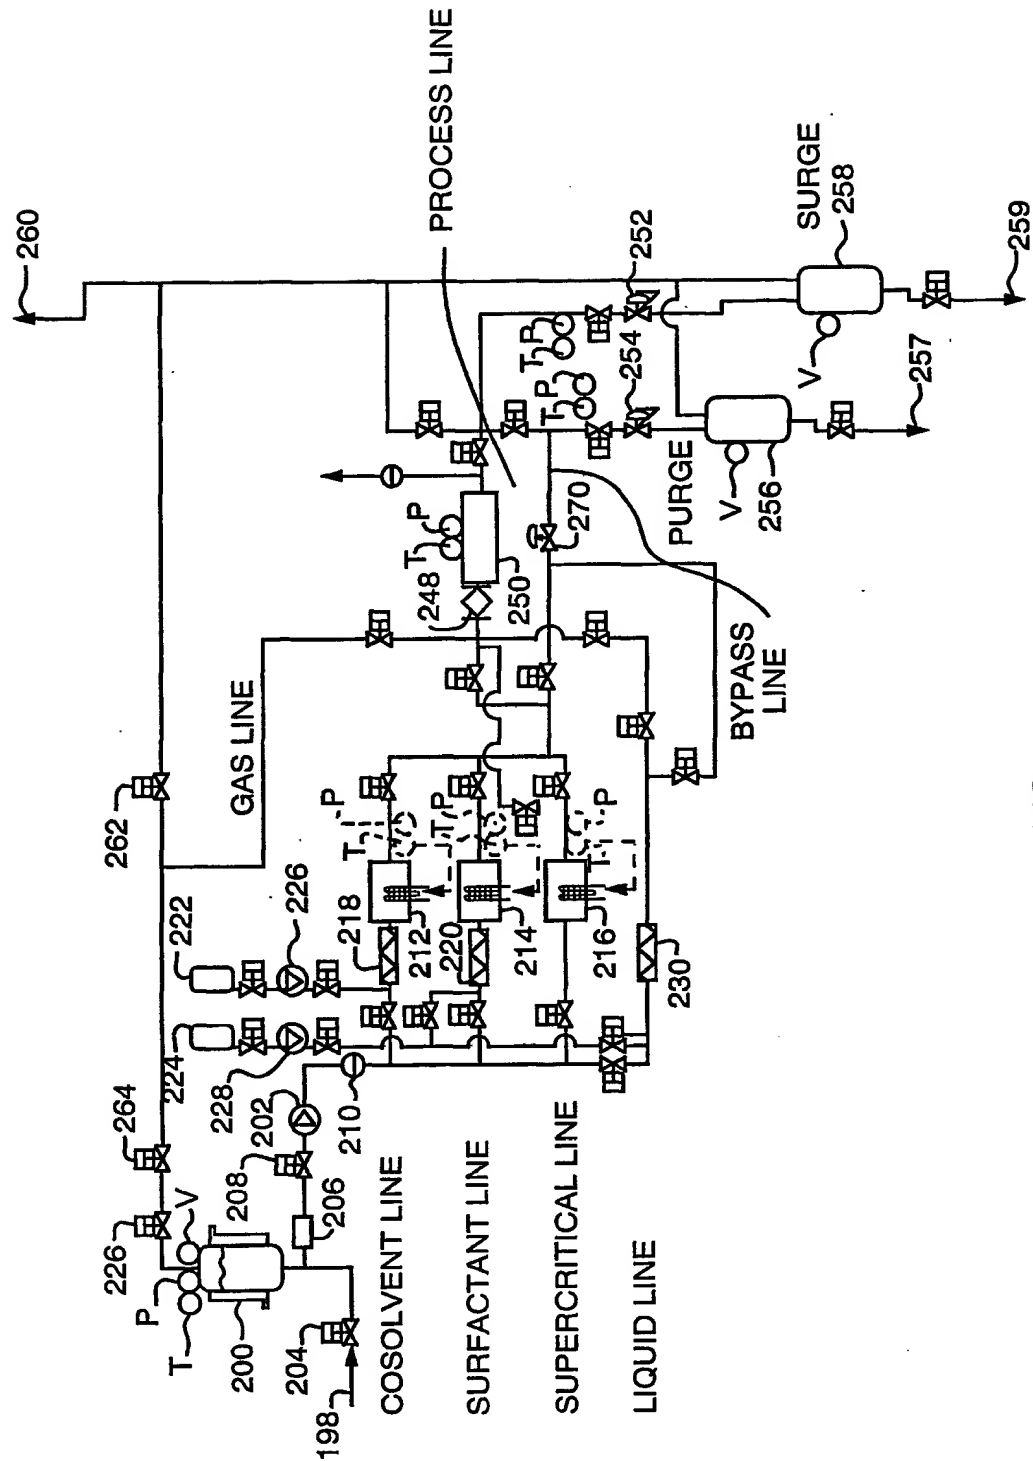 260
PROCESS LINE
SURGE
258
252
259
T
P
T
P
254
V
257
PURGE
V
256
T
P
248
250
270
BYPASS
LINE
GAS LINE
262
222
226
218
212
T
P
T
P
220
214
P
T
216
230
224
228
264
202
210
226
V
P
T
208
206
200
204
198
COSOLVENT LINE
SURFACTANT LINE
SUPERCRITICAL LINE
LIQUID LINE